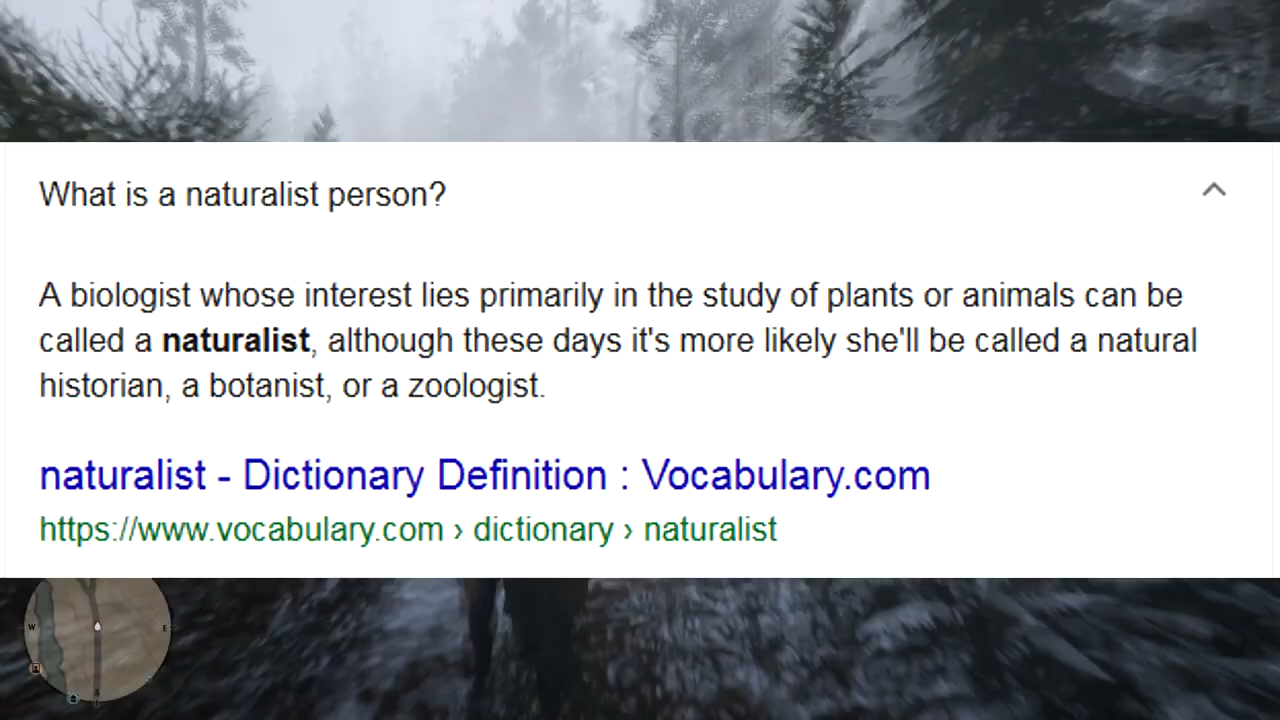 What is a naturalist person?
A biologist whose interest lies primarily in the study of plants or animals can be
called a naturalist, although these days it's more likely she'll be called a natural
historian, a botanist, or a zoologist.
naturalist - Dictionary Definition : Vocabulary.com
https://www.vocabulary.com › dictionary › naturalist
W E
S